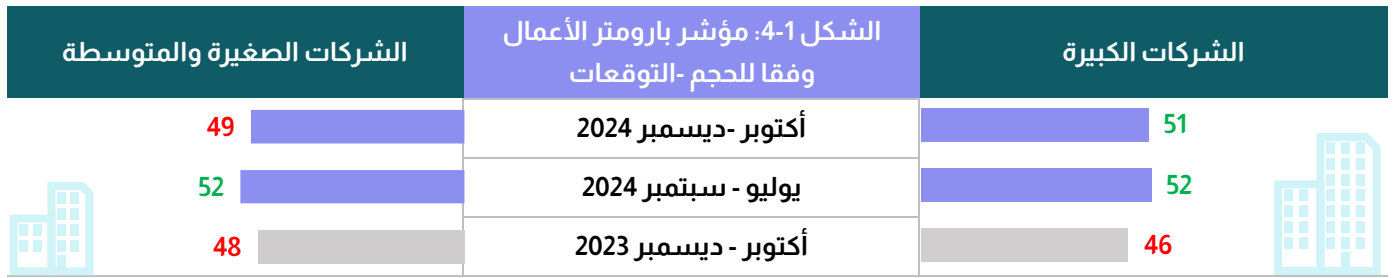 الشركات الكبيرة
الشكل 1-4: مؤشر بارومتر الأعمال
وفقا للحجم -التوقعات
الشركات الصغيرة والمتوسطة
51
أكتوبر -ديسمبر 2024
49
52
يوليو - سبتمبر 2024
52
46
أكتوبر - ديسمبر 2023
48